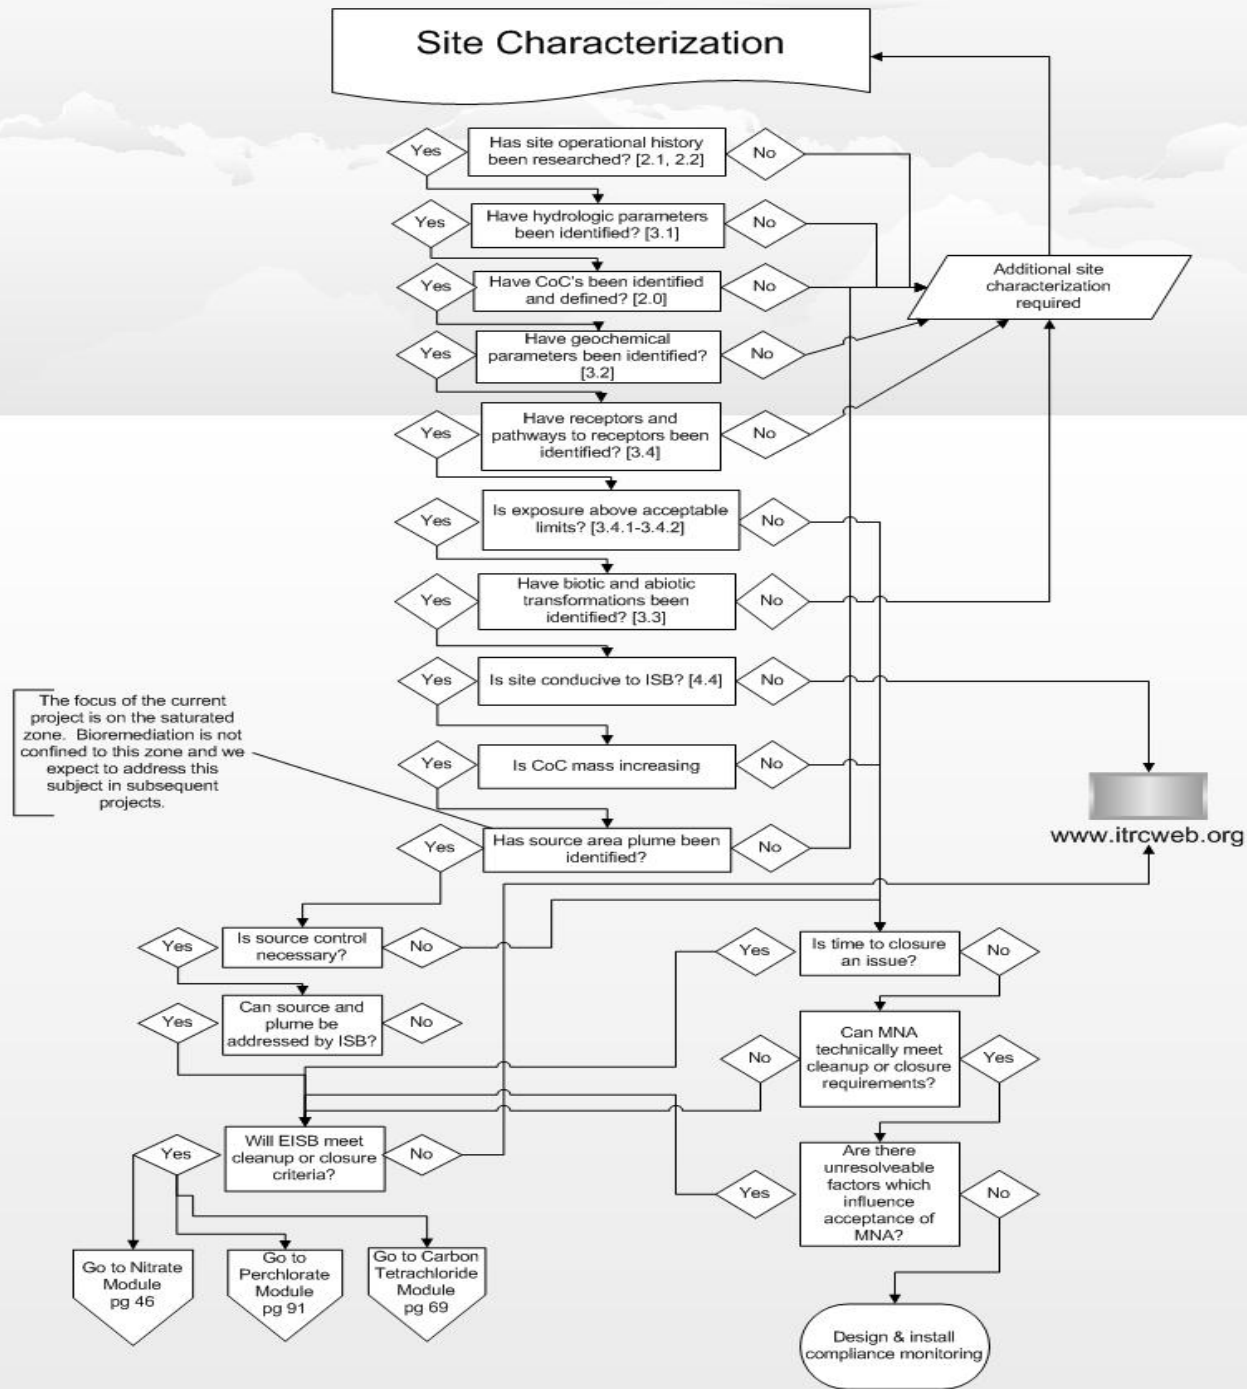 Site Characterization
Yes
Has site operational history
been researched? [2.1, 2.2]
No
Yes
Have hydrologic parameters
been identified? [3.1]
No
Yes
Have CoC's been identified
and defined? [2.0]
No
Additional site
characterization
required
Yes
Have geochemical
parameters been identified?
[3.2]
No
Yes
Have receptors and
pathways to receptors been
identified? [3.4]
No
Yes
Is exposure above acceptable
limits? [3.4.1-3.4.2]
No
Yes
Have biotic and abiotic
transformations been
identified? [3.3]
No
Yes
Is site conducive to ISB? [4.4]
No
The focus of the current
project is on the saturated
zone. Bioremediation is not
confined to this zone and we
expect to address this
subject in subsequent
projects.
Yes
Is CoC mass increasing
No
www.itrcweb.org
Yes
Has source area plume been
identified?
No
Yes
Is source control
necessary?
No
Yes
Is time to closure
an issue?
No
Yes
Can source and
plume be
addressed by ISB?
No
No
Can MNA
technically meet
cleanup or closure
requirements?
Yes
Yes
Will EISB meet
cleanup or closure
criteria?
No
Yes
Are there
unresolveable
factors which
influence
acceptance of
MNA?
No
Go to Nitrate
Module
pg 46
Go to
Perchlorate
Module
pg 91
Go to Carbon
Tetrachloride
Module
pg 69
Design & install
compliance monitoring